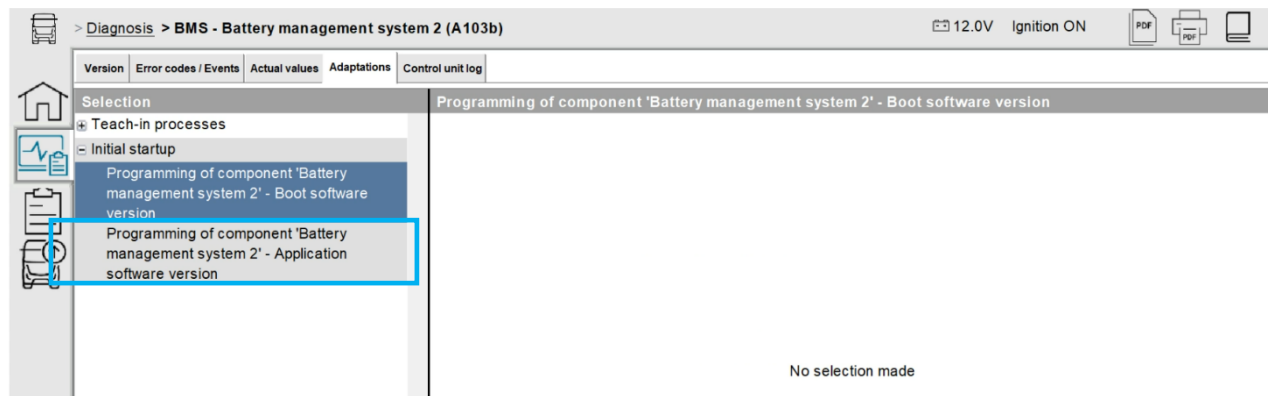 > Diagnosis > BMS - Battery management system 2 (A103b)
12.0V Ignition ON
PDF
PDF
Version Error codes / Events Actual values Adaptations Control unit log
Selection
Programming of component 'Battery management system 2' - Boot software version
Teach-in processes
Initial startup
Programming of component 'Battery
management system 2' - Boot software
version
Programming of component 'Battery
management system 2' - Application
software version
No selection made